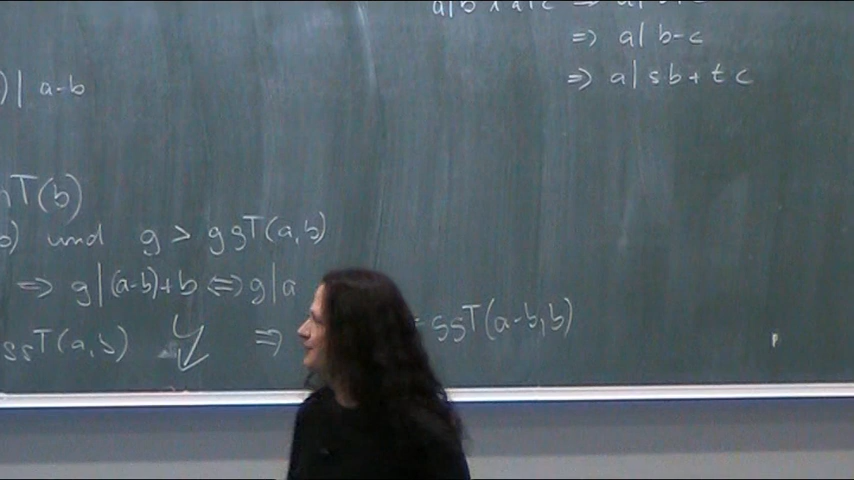 a|b ∧ a|c ⇒
⇒ a| b-c
⇒ a| sb + tc
)| a-b
T(b)
b) und g > ggT(a,b)
⇒ g|(a-b)+b ⇔ g|a
ggT(a,b) ↯ ⇒ = ggT(a-b,b)